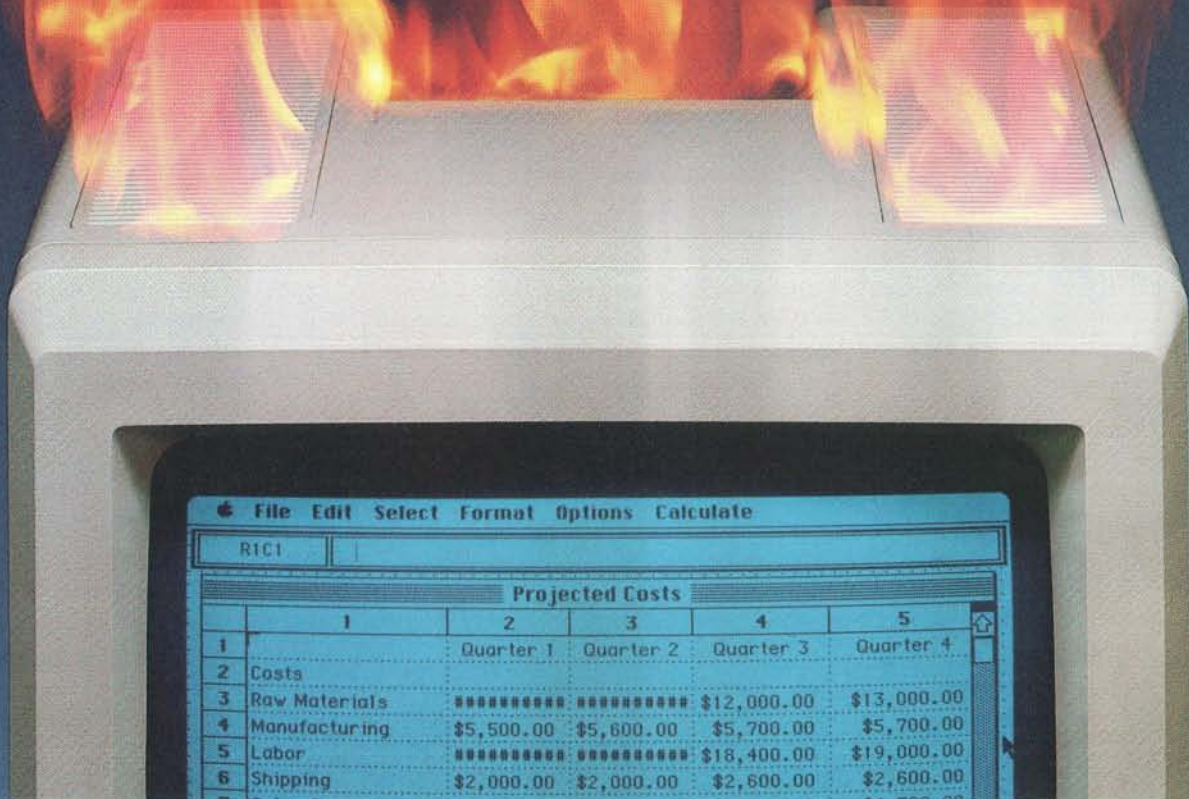 File Edit Select Format Options Calculate
R1C1
Projected Costs
1 2 3 4 5
1 Quarter 1 Quarter 2 Quarter 3 Quarter 4
2 Costs
3 Raw Materials ########## ########## $12,000.00 $13,000.00
4 Manufacturing $5,500.00 $5,600.00 $5,700.00 $5,700.00
5 Labor ########## ########## $18,400.00 $19,000.00
6 Shipping $2,000.00 $2,000.00 $2,600.00 $2,600.00